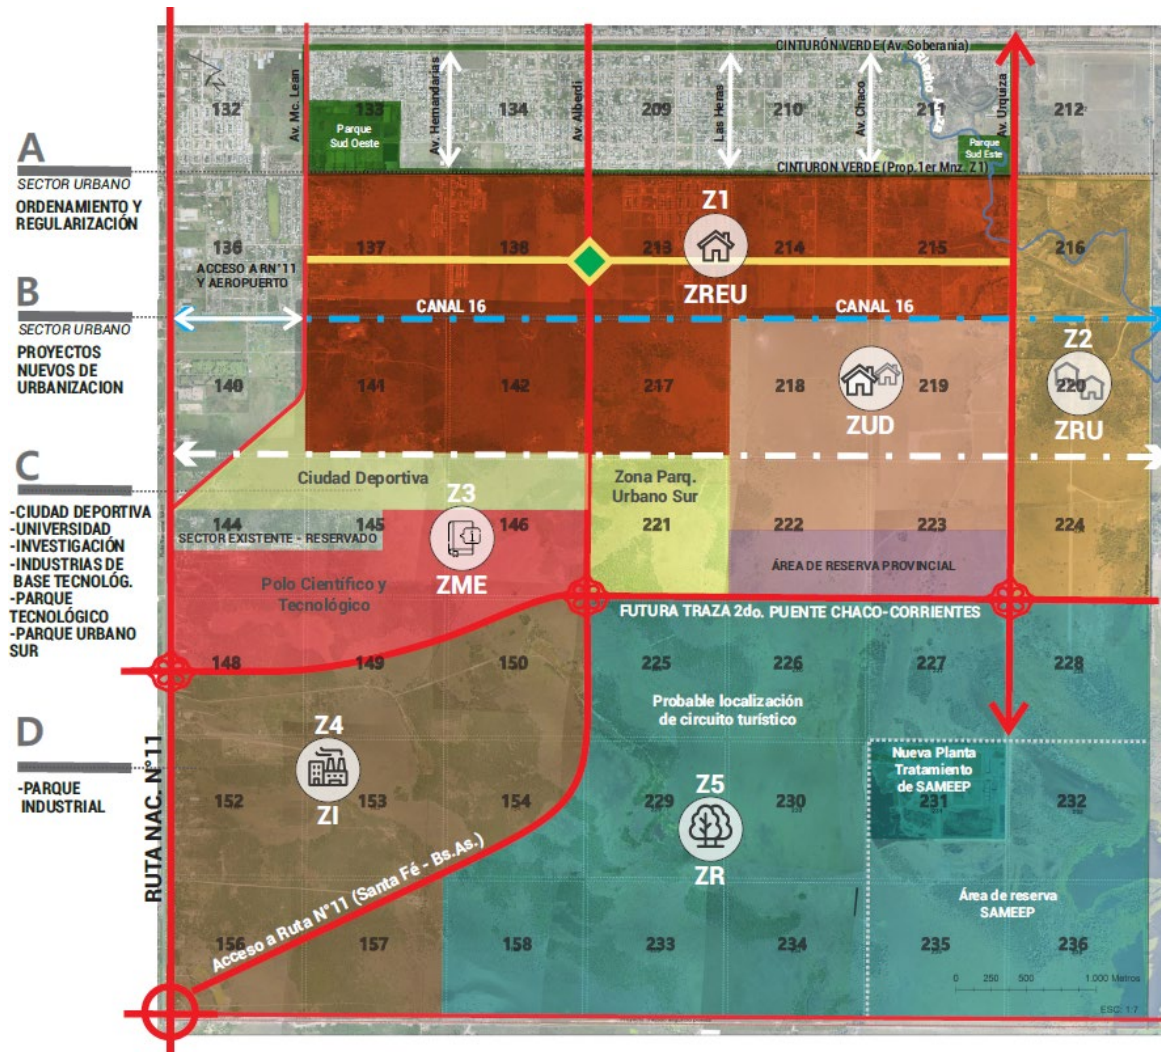 CINTURÓN VERDE (Av. Soberanía)
132
133
134
209
210
211
212
Av. Mc. Lean
Av. Hernandarias
Av. Alberdi
Las Heras
Av. Chaco
Av. Urquiza
Parque
Sud Oeste
Parque
Sud Este
CINTURÓN VERDE (Prop. 1er Mnz. Z1)
A
SECTOR URBANO
ORDENAMIENTO Y
REGULARIZACIÓN
Z1
136
137
138
213
214
215
216
ACCESO A RN°11
Y AEROPUERTO
ZREU
B
SECTOR URBANO
PROYECTOS
NUEVOS DE
URBANIZACION
CANAL 16
CANAL 16
Z2
140
141
142
217
218
219
220
ZUD
ZRU
C
-CIUDAD DEPORTIVA
-UNIVERSIDAD
-INVESTIGACIÓN
-INDUSTRIAS DE
BASE TECNOLÓG.
-PARQUE
TECNOLÓGICO
-PARQUE URBANO
SUR
Ciudad Deportiva
Zona Parq.
Urbano Sur
Z3
144
145
146
221
222
223
224
SECTOR EXISTENTE - RESERVADO
ÁREA DE RESERVA PROVINCIAL
Polo Científico y
Tecnológico
ZME
FUTURA TRAZA 2do. PUENTE CHACO-CORRIENTES
148
149
150
225
226
227
228
Probable localización
de circuito turístico
D
-PARQUE
INDUSTRIAL
RUTA NAC. N°11
Z4
ZI
152
153
154
229
230
231
232
Z5
ZR
Nueva Planta
Tratamiento
de SAMEEP
Acceso a Ruta N°11 (Santa Fé - Bs.As.)
Área de reserva
SAMEEP
156
157
158
233
234
235
236
0 250 500 1.000 Metros
ESC: 1:7